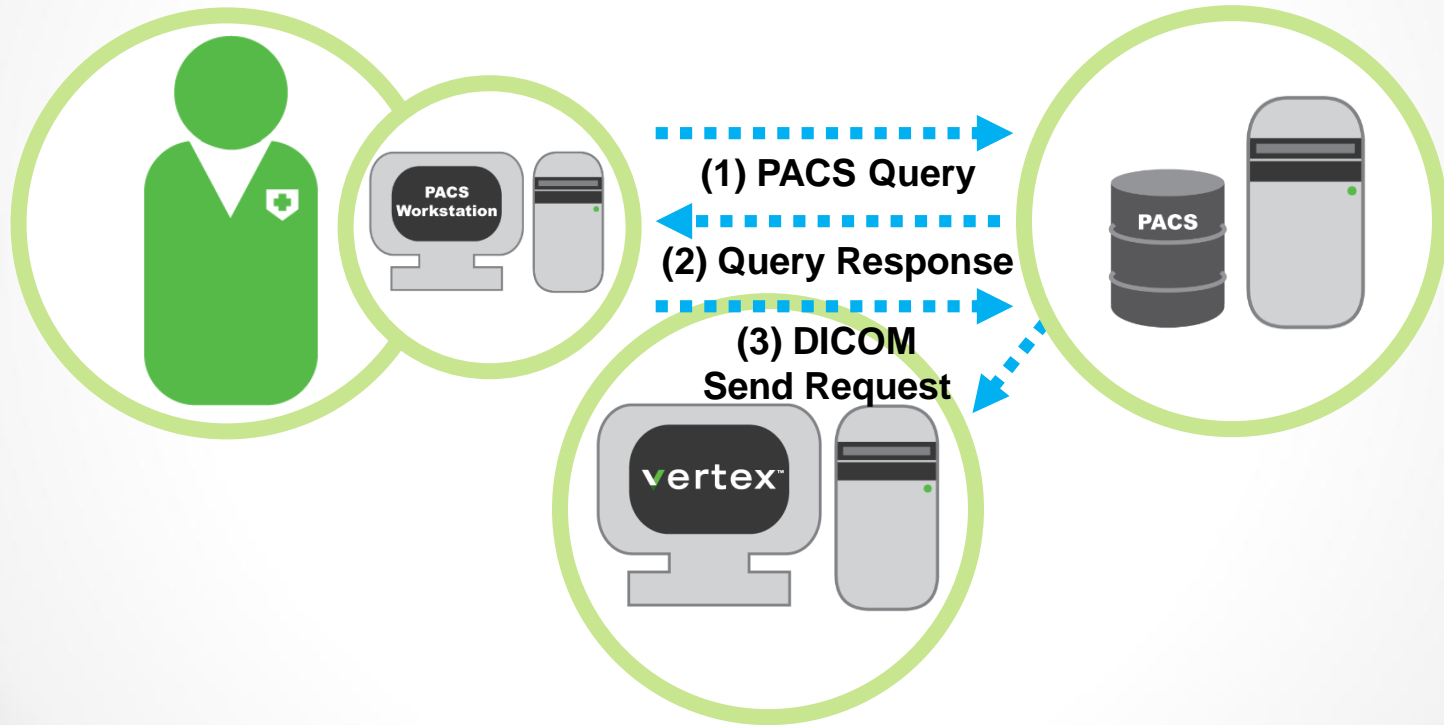 PACS
Workstation
(1) PACS Query
(2) Query Response
(3) DICOM
Send Request
PACS
vertex™